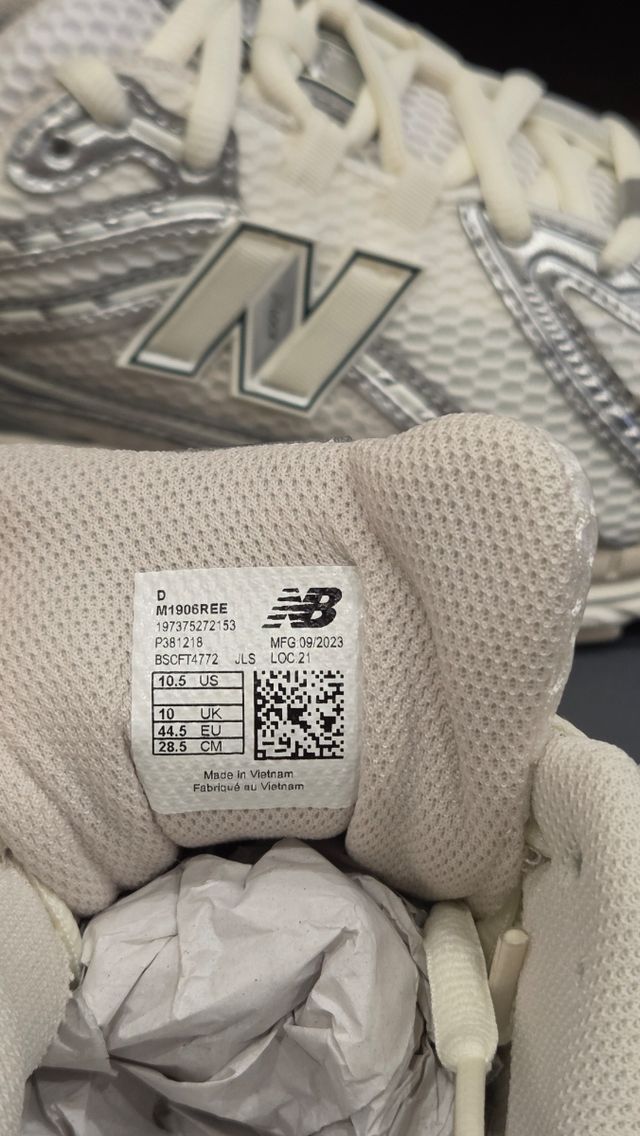 N
D
M1906REE
197375272153
NB
P381218 MFG:09/2023
BSCFT4772 JLS LOC 21
10.5 US
10 UK
44.5 EU
28.5 CM
Made in Vietnam
Fabriqué au Vietnam